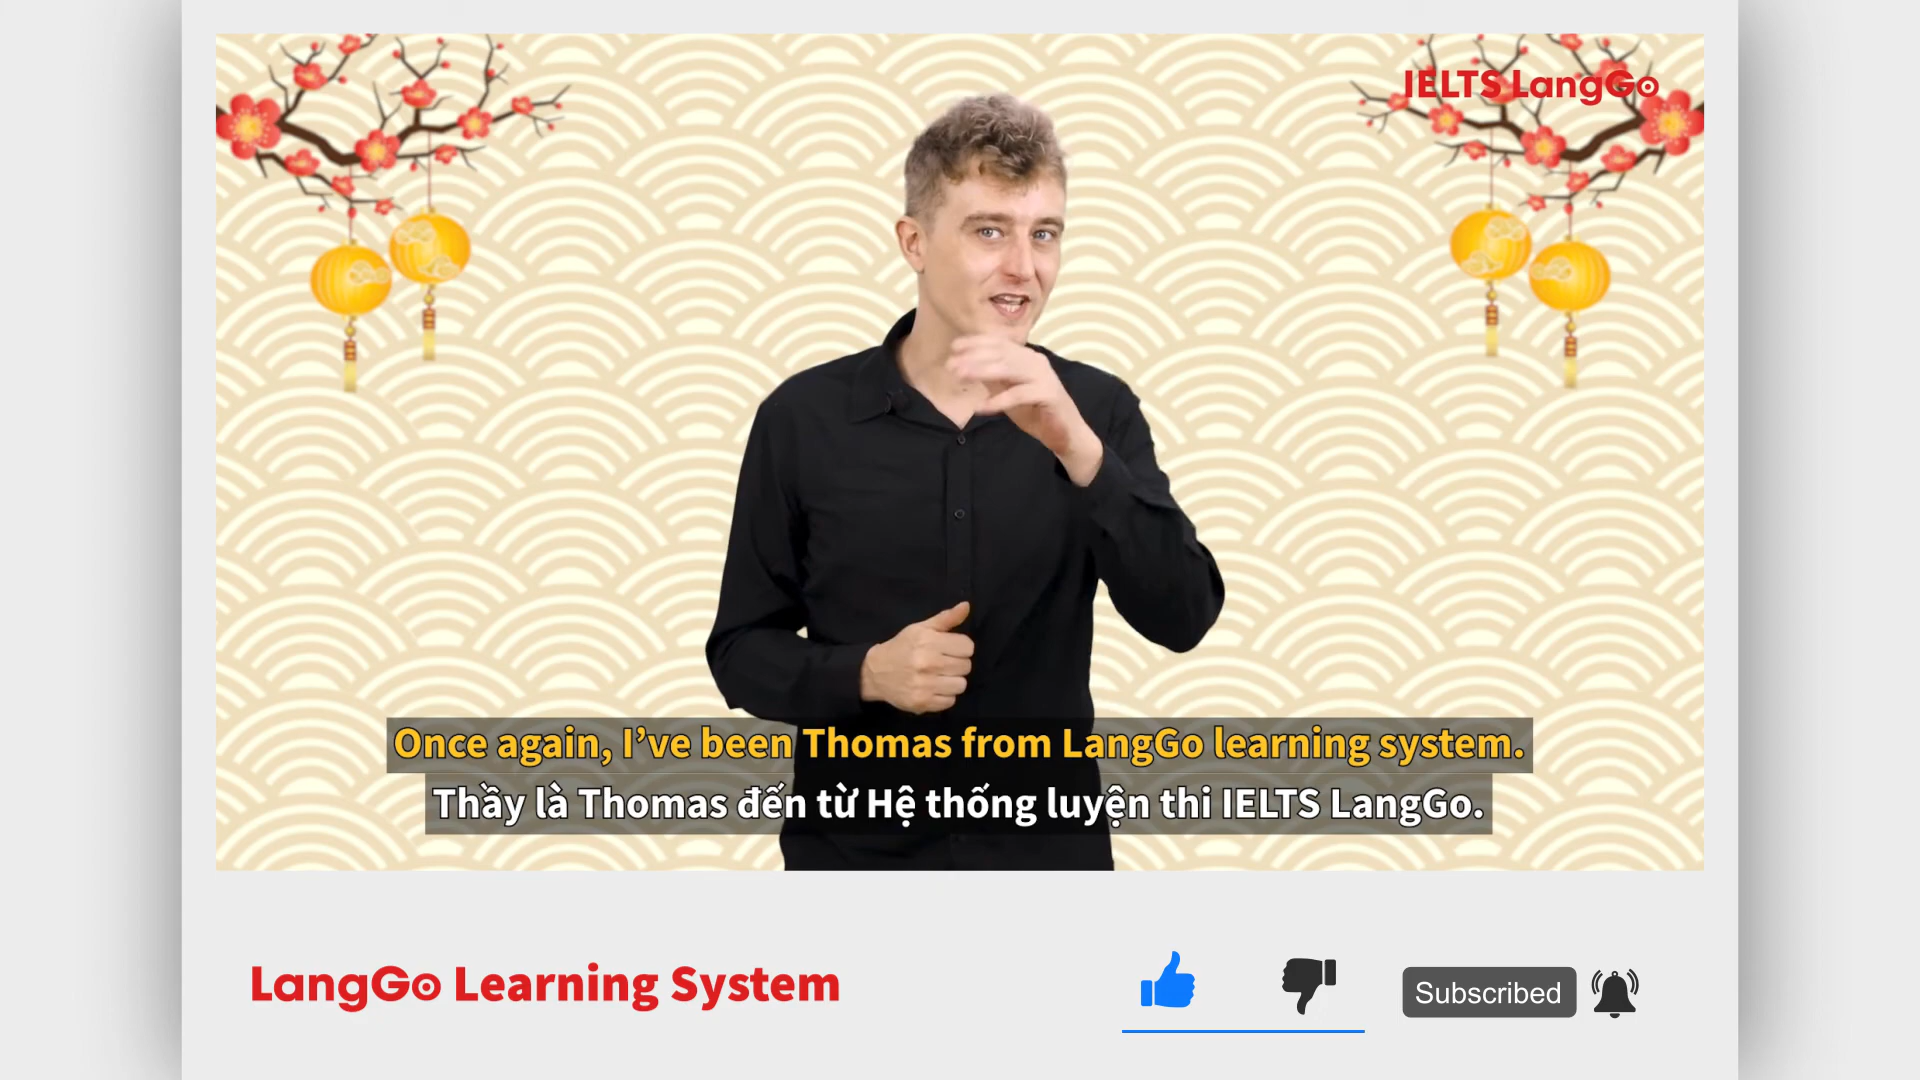 IELTS LangGo
Once again, I’ve been Thomas from LangGo learning system.
Thầy là Thomas đến từ Hệ thống luyện thi IELTS LangGo.
LangGo Learning System
Subscribed